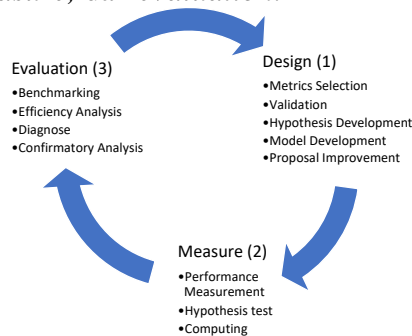 Evaluation (3)
•Benchmarking
•Efficiency Analysis
•Diagnose
•Confirmatory Analysis
Design (1)
•Metrics Selection
•Validation
•Hypothesis Development
•Model Development
•Proposal Improvement
Measure (2)
•Performance
Measurement
•Hypothesis test
•Computing